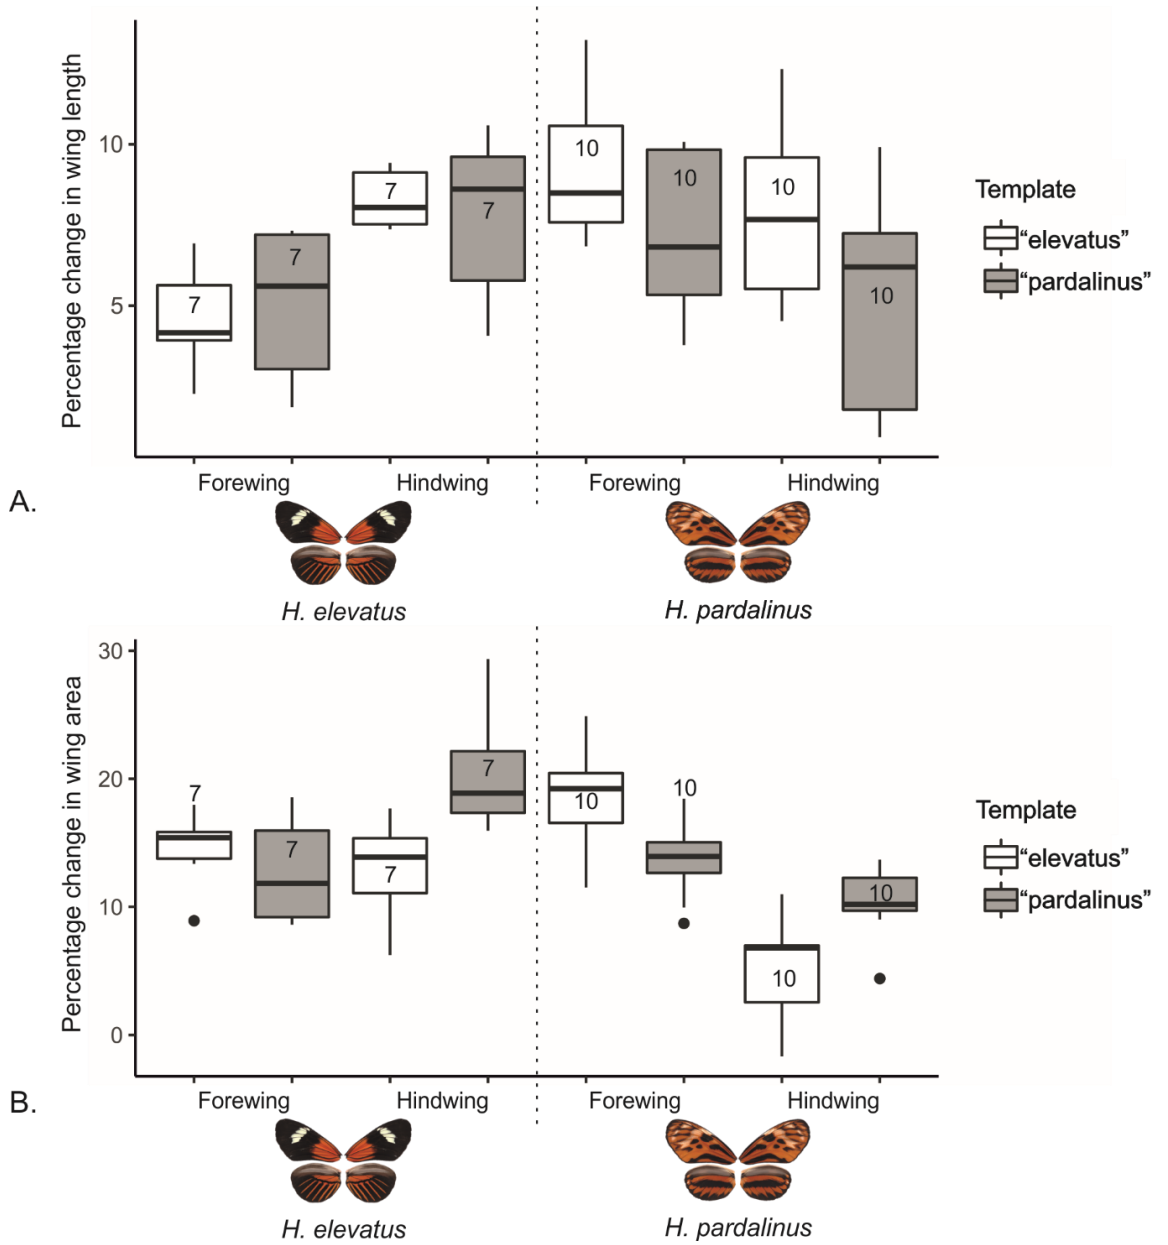 Percentage change in wing length
10
5
7
7
7
7
10
10
10
10
Forewing
Hindwing
Forewing
Hindwing
Template
"elevatus"
"pardalinus"
A.
H. elevatus
H. pardalinus
Percentage change in wing area
30
20
10
0
7
7
7
7
10
10
10
10
Forewing
Hindwing
Forewing
Hindwing
Template
"elevatus"
"pardalinus"
B.
H. elevatus
H. pardalinus